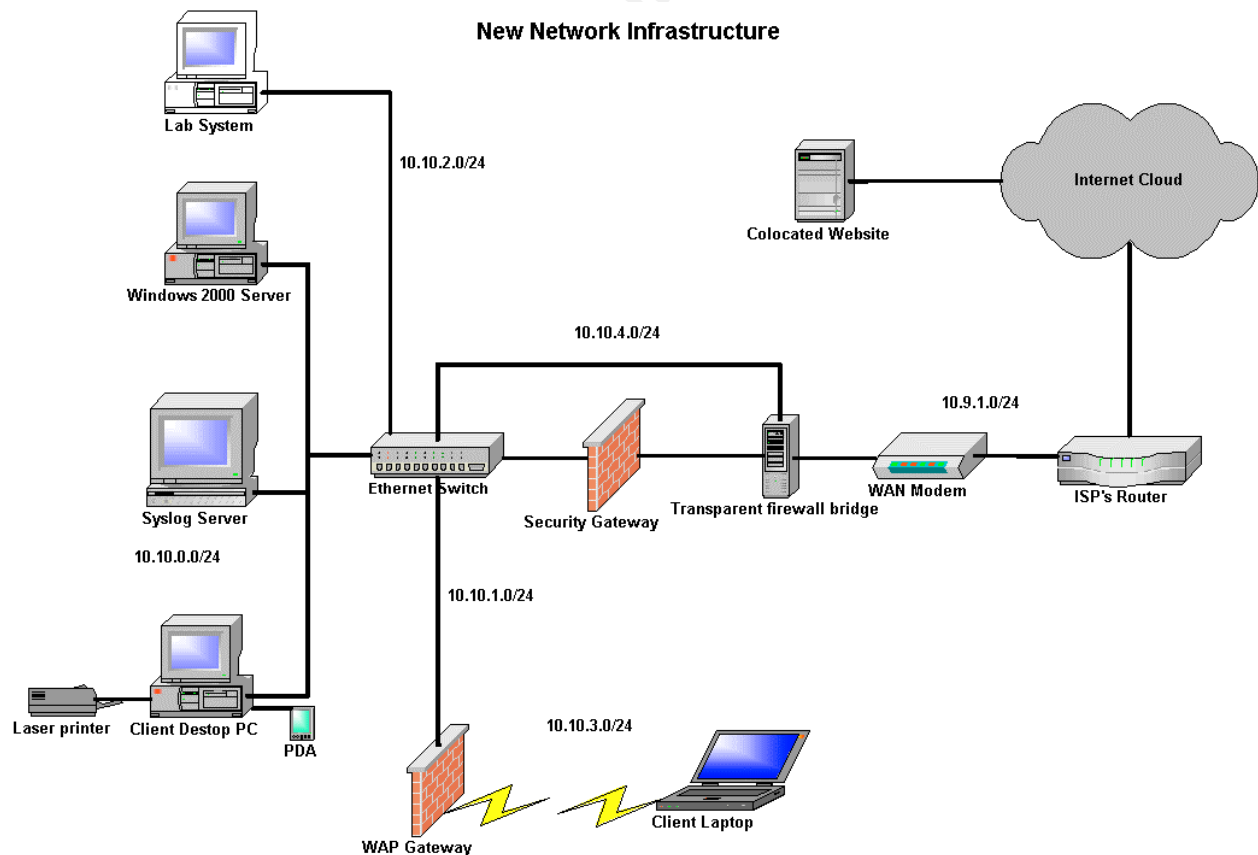 New Network Infrastructure
Lab System
10.10.2.0/24
Internet Cloud
Colocated Website
Windows 2000 Server
10.10.4.0/24
10.9.1.0/24
Ethernet Switch
WAN Modem
ISP's Router
Transparent firewall bridge
Security Gateway
Syslog Server
10.10.0.0/24
10.10.1.0/24
Laser printer
Client Destop PC
PDA
10.10.3.0/24
Client Laptop
WAP Gateway